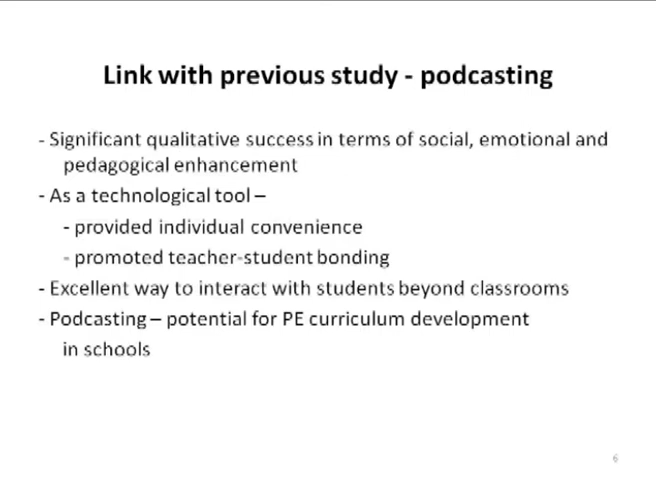 Link with previous study - podcasting
- Significant qualitative success in terms of social, emotional and
pedagogical enhancement
- As a technological tool –
- provided individual convenience
- promoted teacher-student bonding
- Excellent way to interact with students beyond classrooms
- Podcasting – potential for PE curriculum development
in schools
6